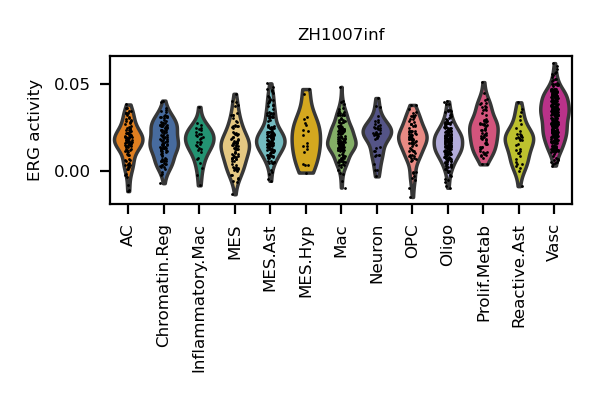 ZH1007inf
ERG activity
0.05
0.00
AC
Chromatin.Reg
Inflammatory.Mac
MES
MES.Ast
MES.Hyp
Mac
Neuron
OPC
Oligo
Prolif.Metab
Reactive.Ast
Vasc